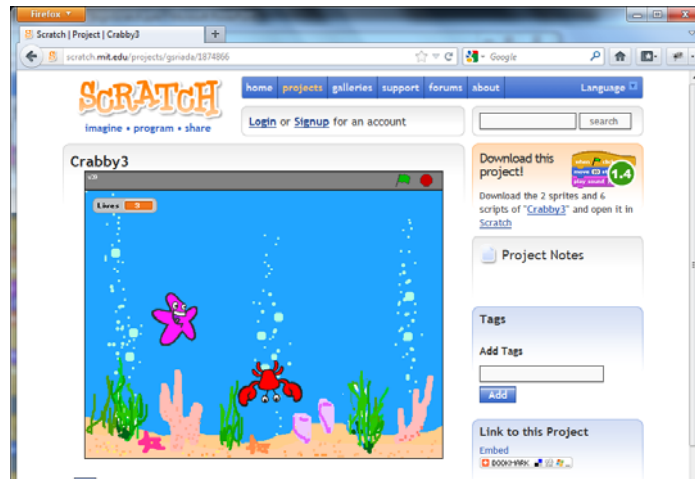 Firefox
Scratch | Project | Crabby3
scratch.mit.edu/projects/gsriada/1874866
Google
SCRATCH
imagine • program • share
home projects galleries support forums about Language
Login or Signup for an account
search
Crabby3
Lives 3
Download this
project!
1.4
Download the 2 sprites and 6
scripts of "Crabby3" and open it in
Scratch
Project Notes
Tags
Add Tags
Add
Link to this Project
Embed
BOOKMARK